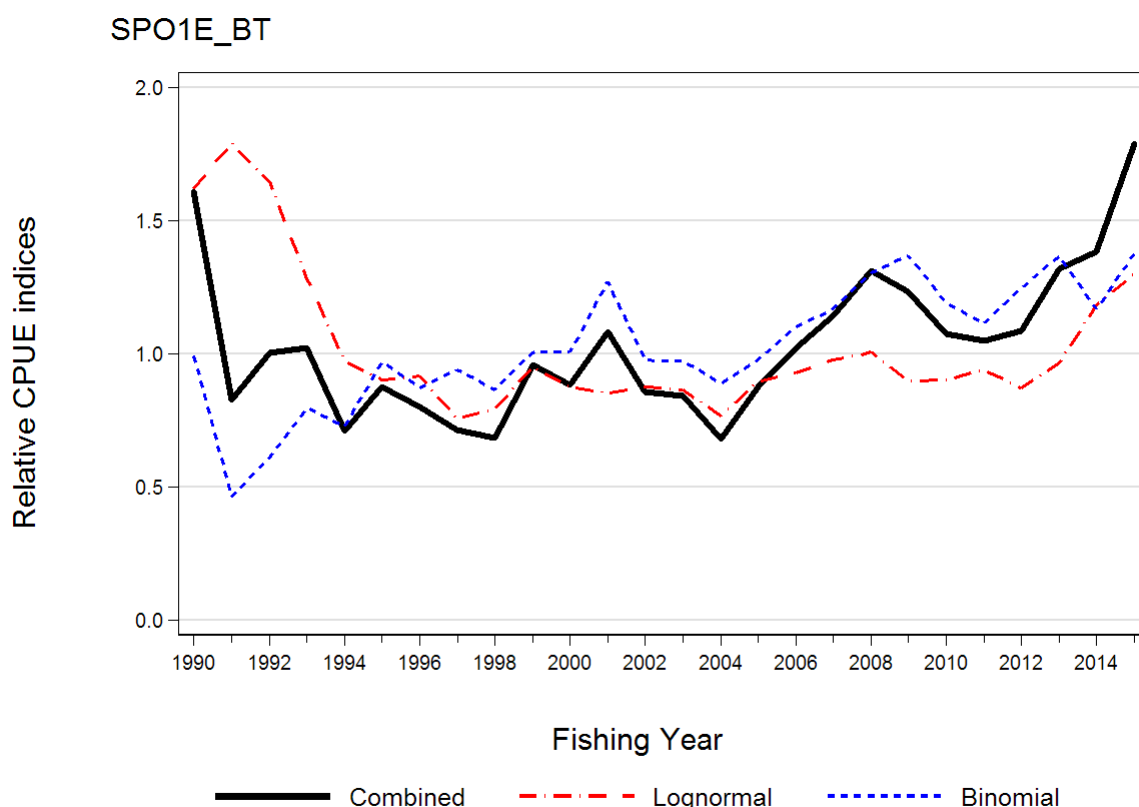 SPO1E_BT
2.0
1.5
1.0
0.5
0.0
Relative CPUE indices
1990 1992 1994 1996 1998 2000 2002 2004 2006 2008 2010 2012 2014
Fishing Year
Combined Lognormal Binomial